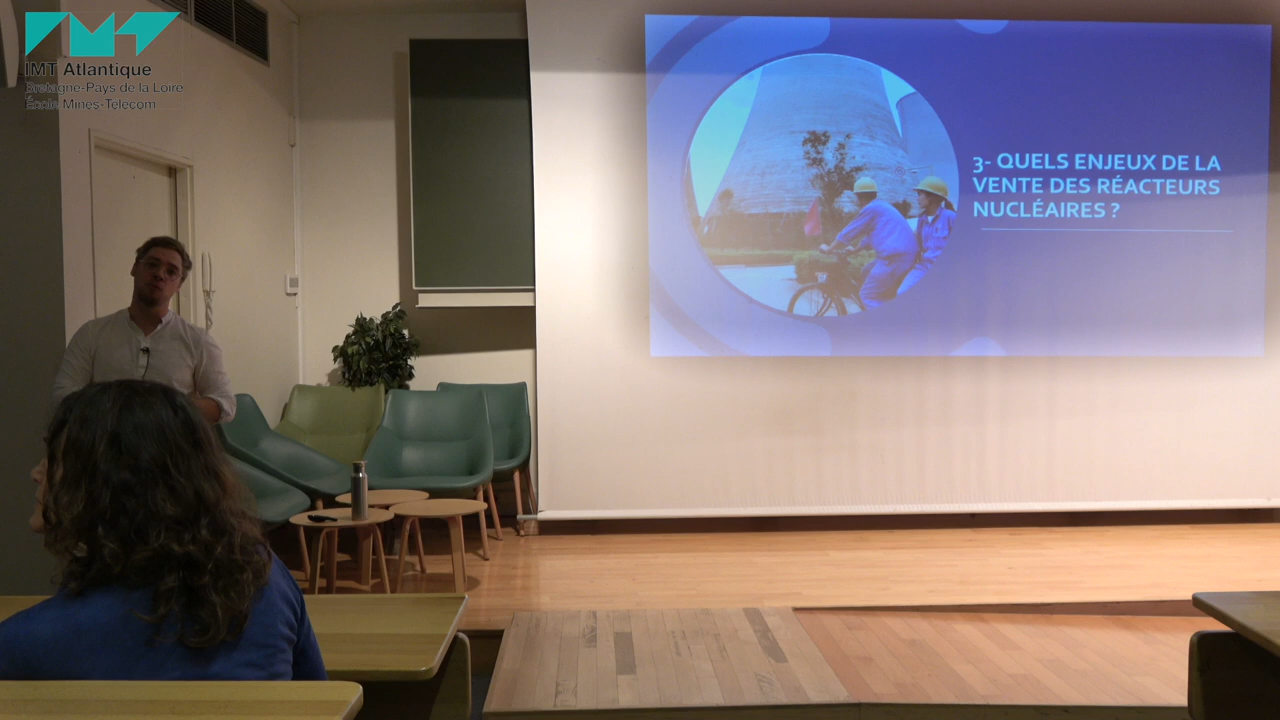 IMT Atlantique
Bretagne-Pays de la Loire
École Mines-Télécom
3- QUELS ENJEUX DE LA
VENTE DES RÉACTEURS
NUCLÉAIRES ?